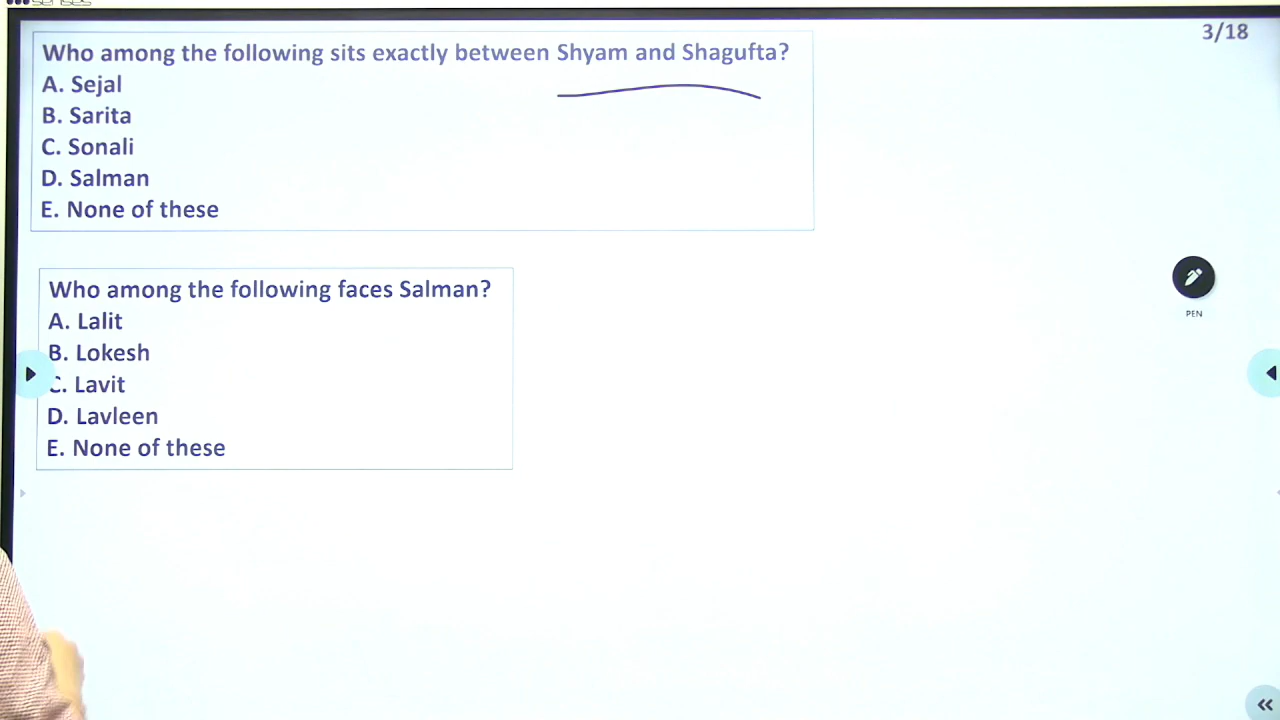 3/18
Who among the following sits exactly between Shyam and Shagufta?
A. Sejal
B. Sarita
C. Sonali
D. Salman
E. None of these
Who among the following faces Salman?
A. Lalit
B. Lokesh
C. Lavit
D. Lavleen
E. None of these
PEN